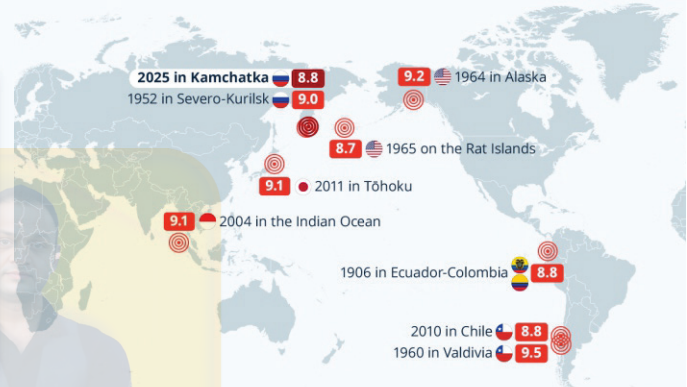 2025 in Kamchatka 8.8
9.2 1964 in Alaska
1952 in Severo-Kurilsk 9.0
8.7 1965 on the Rat Islands
9.1 2011 in Tōhoku
9.1 2004 in the Indian Ocean
1906 in Ecuador-Colombia 8.8
2010 in Chile 8.8
1960 in Valdivia 9.5